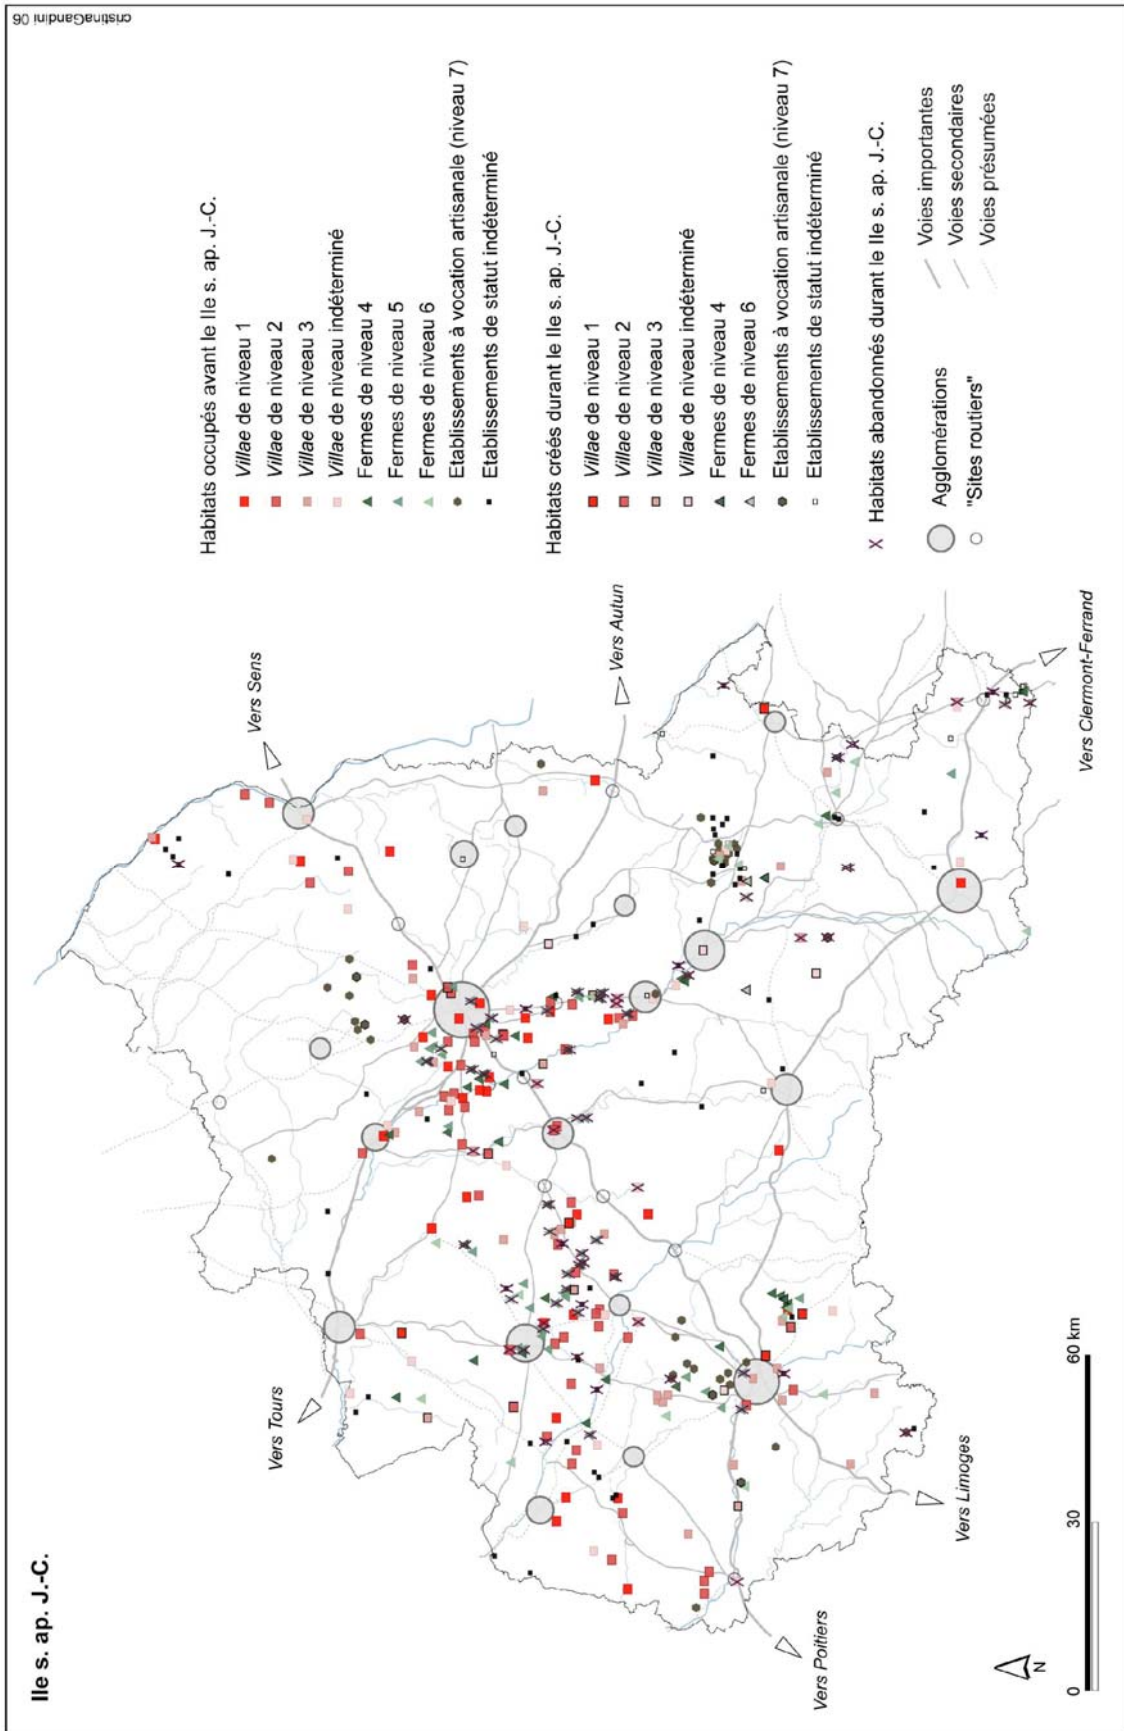 IIe s. ap. J.-C.
Vers Sens
Vers Tours
Vers Autun
Vers Poitiers
Vers Limoges
Vers Clermont-Ferrand
N
0 30 60 km
Habitats occupés avant le IIe s. ap. J.-C.
Villae de niveau 1
Villae de niveau 2
Villae de niveau 3
Villae de niveau indéterminé
Fermes de niveau 4
Fermes de niveau 5
Fermes de niveau 6
Etablissements à vocation artisanale (niveau 7)
Etablissements de statut indéterminé
Habitats créés durant le IIe s. ap. J.-C.
Villae de niveau 1
Villae de niveau 2
Villae de niveau 3
Villae de niveau indéterminé
Fermes de niveau 4
Fermes de niveau 6
Etablissements à vocation artisanale (niveau 7)
Etablissements de statut indéterminé
Habitats abandonnés durant le IIe s. ap. J.-C.
Agglomérations
"Sites routiers"
Voies importantes
Voies secondaires
Voies présumées
cristinaGandini 06